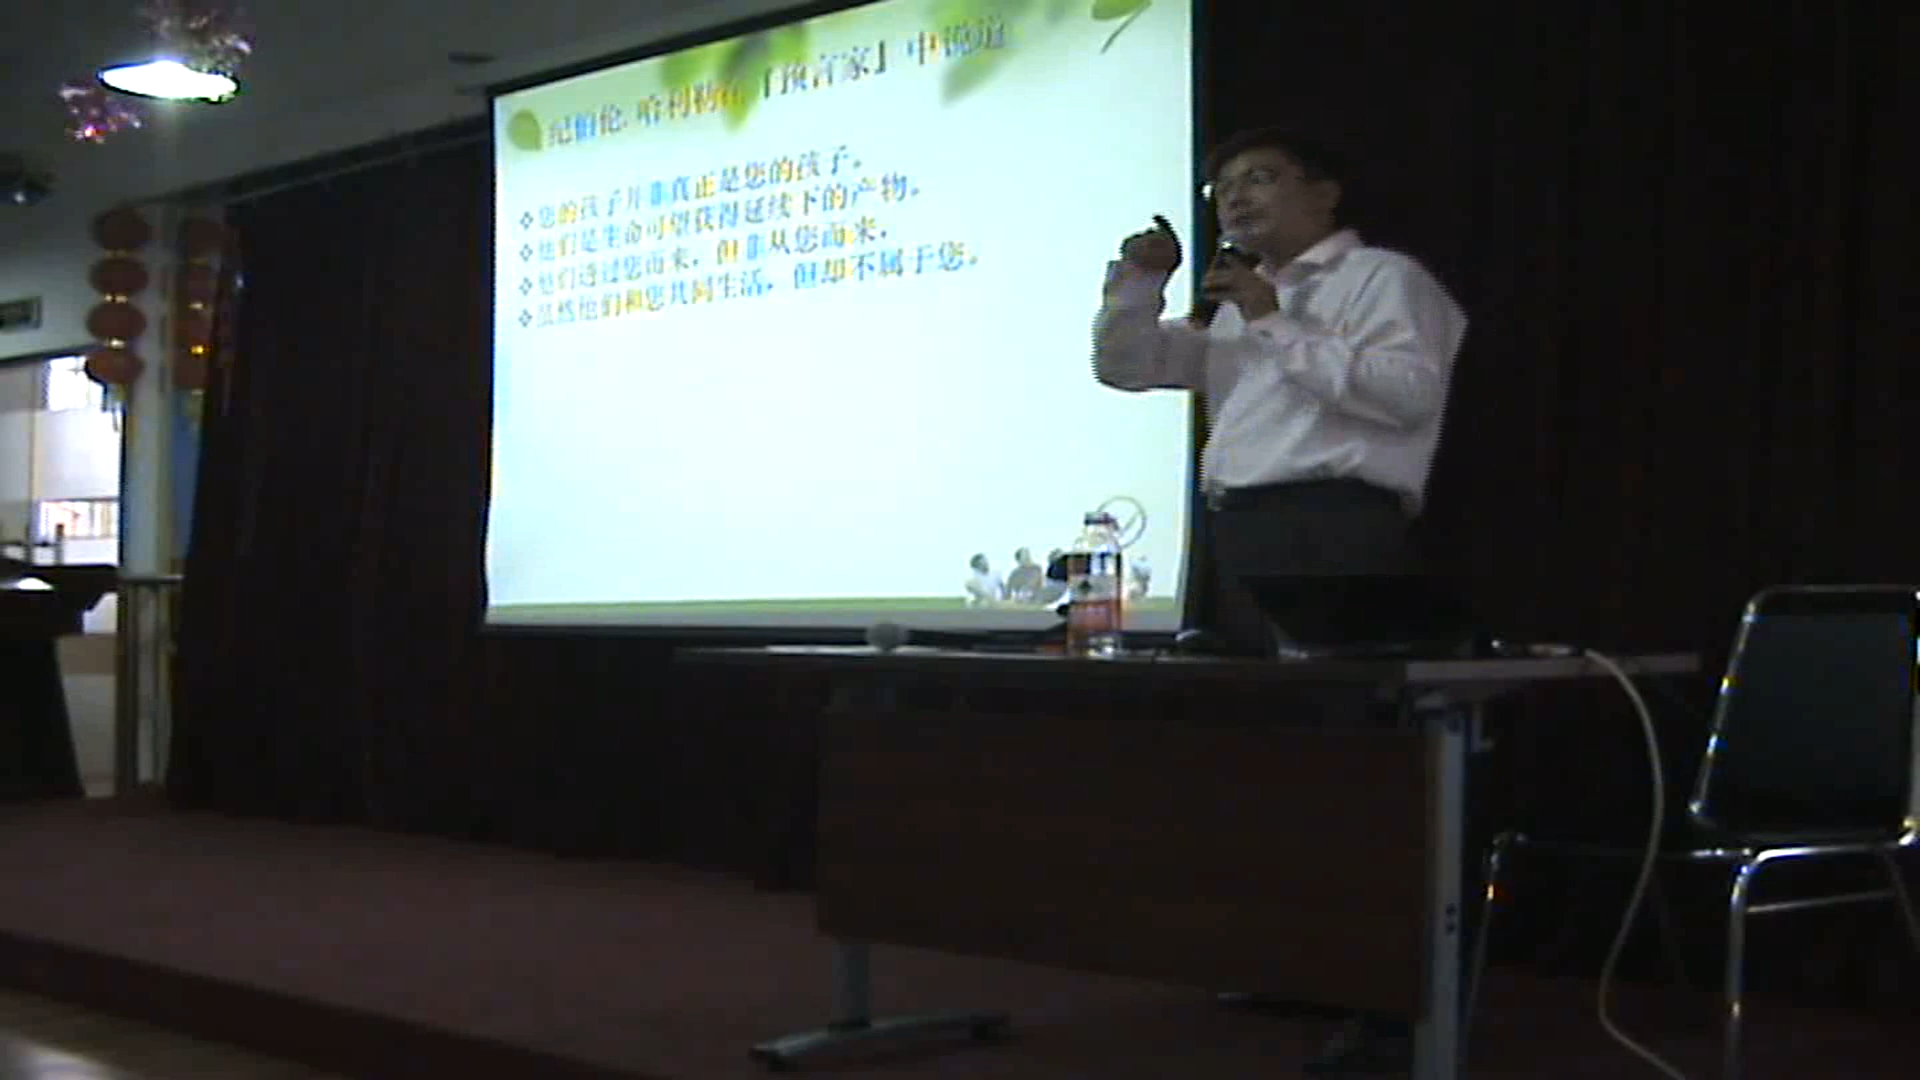 纪伯伦.哈利勒在「预言家」中说道
您的孩子并非真正是您的孩子。
他们是生命可望获得延续下的产物。
他们透过您而来，但非从您而来，
虽然他们和您共同生活，但却不属于您。